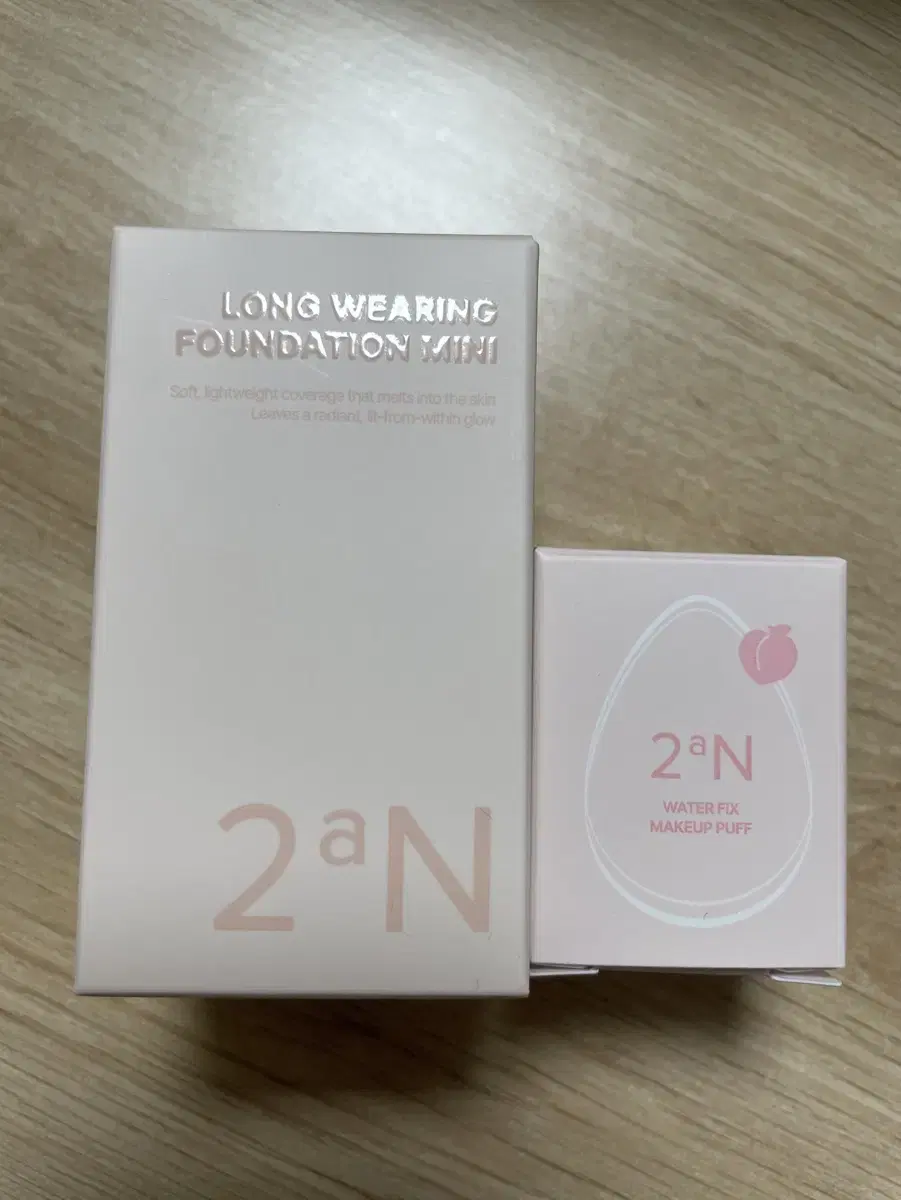 LONG WEARING
FOUNDATION MINI
Soft, lightweight coverage that melts into the skin
Leaves a radiant, lit-from-within glow
2aN
2aN
WATER FIX
MAKEUP PUFF